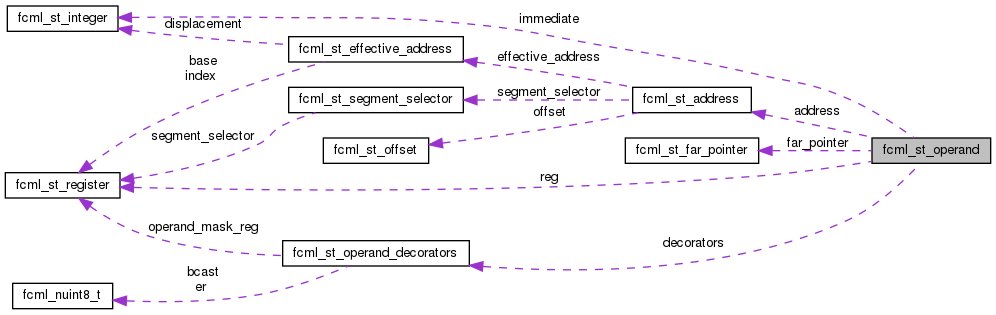 fcml_st_integer
immediate
displacement
fcml_st_effective_address
effective_address
base
index
segment_selector
fcml_st_segment_selector
fcml_st_address
offset
address
segment_selector
fcml_st_offset
far_pointer
fcml_st_far_pointer
fcml_st_operand
fcml_st_register
reg
operand_mask_reg
decorators
fcml_st_operand_decorators
bcast
er
fcml_nuint8_t